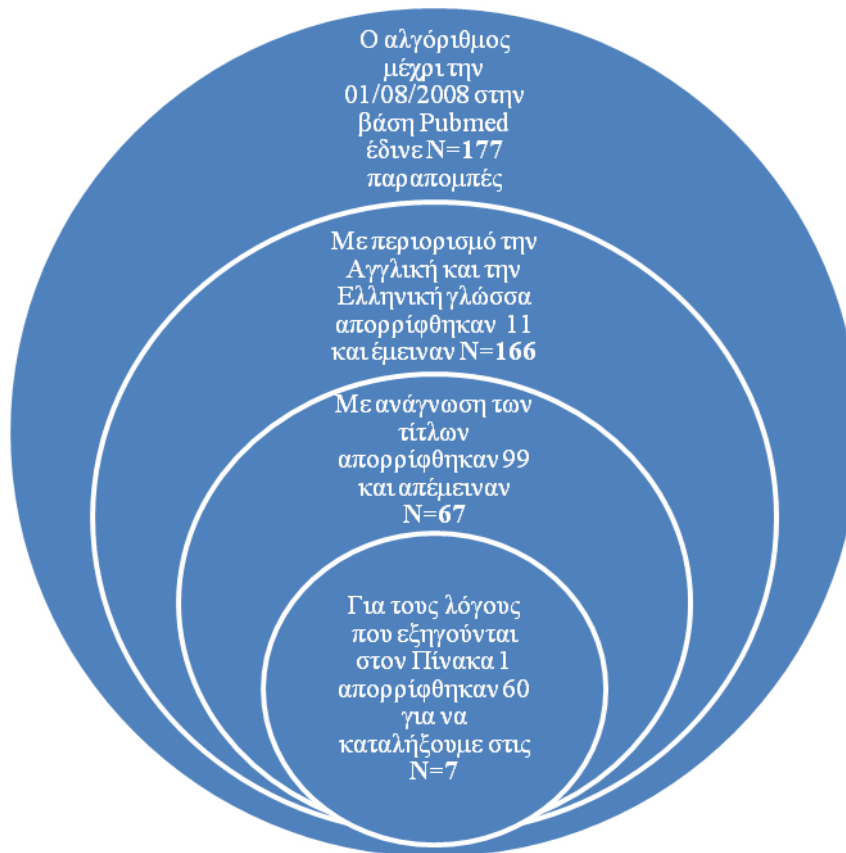 Ο αλγόριθμος
μέχρι την
01/08/2008 στην
βάση Pubmed
έδινε N=177
παραπομπές
Με περιορισμό την
Αγγλική και την
Ελληνική γλώσσα
απορρίφθηκαν 11
και έμειναν N=166
Με ανάγνωση των
τίτλων
απορρίφθηκαν 99
και απέμειναν
N=67
Για τους λόγους
που εξηγούνται
στον Πίνακα 1
απορρίφθηκαν 60
για να
καταλήξουμε στις
N=7